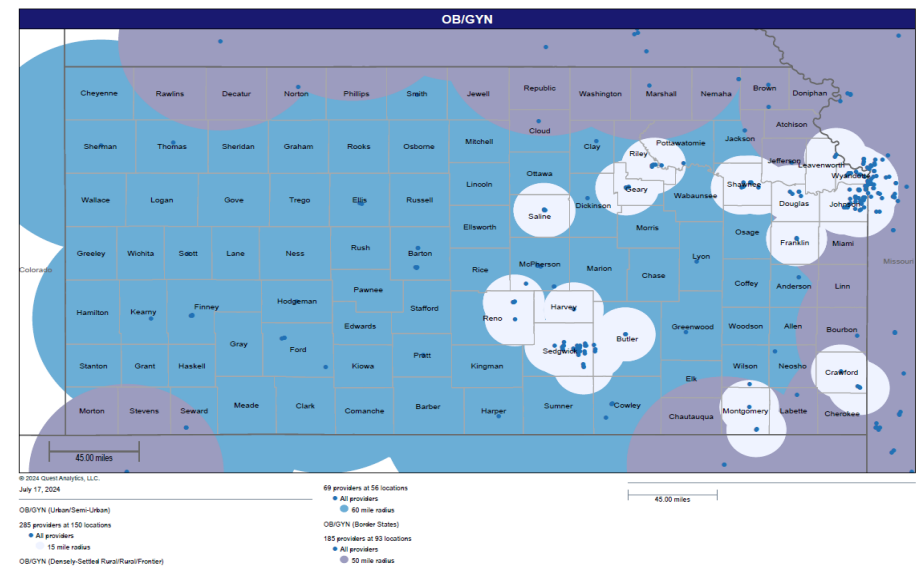 OB/GYN
Cheyenne Rawlins Decatur Norton Phillips Smith Jewell Republic Washington Marshall Nemaha Brown Doniphan
Atchison
Cloud
Sherman Thomas Sheridan Graham Rooks Osborne Mitchell Clay Riley Pottawatomie Jackson
Jefferson Leavenworth
Ottawa
Wyandotte
Lincoln Geary Shawnee
Wallace Logan Gove Trego Ellis Russell Dickinson Wabaunsee Douglas Johnson
Saline
Ellsworth Morris Osage
Franklin Miami
Greeley Wichita Scott Lane Ness Rush Barton
Lyon
Colorado Rice McPherson Marion Chase Missouri
Coffey Anderson Linn
Pawnee
Hamilton Kearny Finney Hodgeman Stafford Reno Harvey
Edwards Greenwood Woodson Allen Bourbon
Gray Ford Butler
Sedgwick
Stanton Grant Haskell Kiowa Pratt Kingman Wilson Neosho Crawford
Elk
Morton Stevens Seward Meade Clark Comanche Barber Harper Sumner Cowley Chautauqua Montgomery Labette Cherokee
45.00 miles
© 2024 Quest Analytics, LLC.
July 17, 2024
OB/GYN (Urban/Semi-Urban)
285 providers at 150 locations
All providers
15 mile radius
OB/GYN (Densely-Settled Rural/Rural/Frontier)
69 providers at 56 locations
All providers
60 mile radius
OB/GYN (Border States)
185 providers at 93 locations
All providers
50 mile radius
45.00 miles